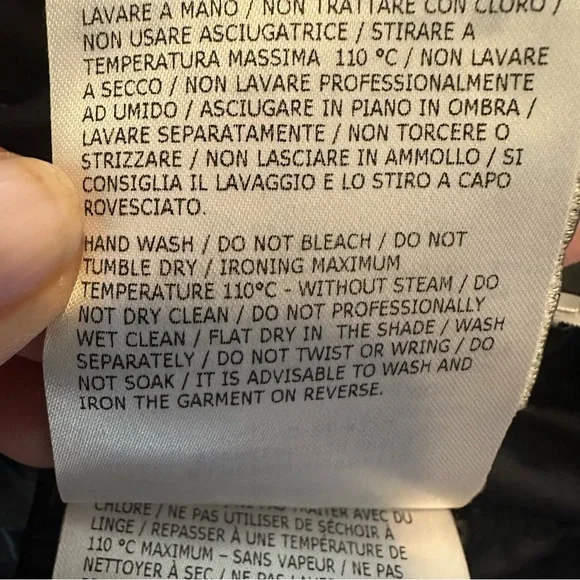 LAVARE A MANO / NON TRATTARE CON CLORO /
NON USARE ASCIUGATRICE / STIRARE A
TEMPERATURA MASSIMA 110 °C / NON LAVARE
A SECCO / NON LAVARE PROFESSIONALMENTE
AD UMIDO / ASCIUGARE IN PIANO IN OMBRA /
LAVARE SEPARATAMENTE / NON TORCERE O
STRIZZARE / NON LASCIARE IN AMMOLLO / SI
CONSIGLIA IL LAVAGGIO E LO STIRO A CAPO
ROVESCIATO.
HAND WASH / DO NOT BLEACH / DO NOT
TUMBLE DRY / IRONING MAXIMUM
TEMPERATURE 110°C - WITHOUT STEAM / DO
NOT DRY CLEAN / DO NOT PROFESSIONALLY
WET CLEAN / FLAT DRY IN THE SHADE / WASH
SEPARATELY / DO NOT TWIST OR WRING / DO
NOT SOAK / IT IS ADVISABLE TO WASH AND
IRON THE GARMENT ON REVERSE.
TRAITER AVEC DU
CHLORE / NE PAS UTILISER DE SÉCHOIR À
LINGE / REPASSER À UNE TEMPÉRATURE DE
110 °C MAXIMUM – SANS VAPEUR / NE PAS
NETTOYER À SEC / NE PAS